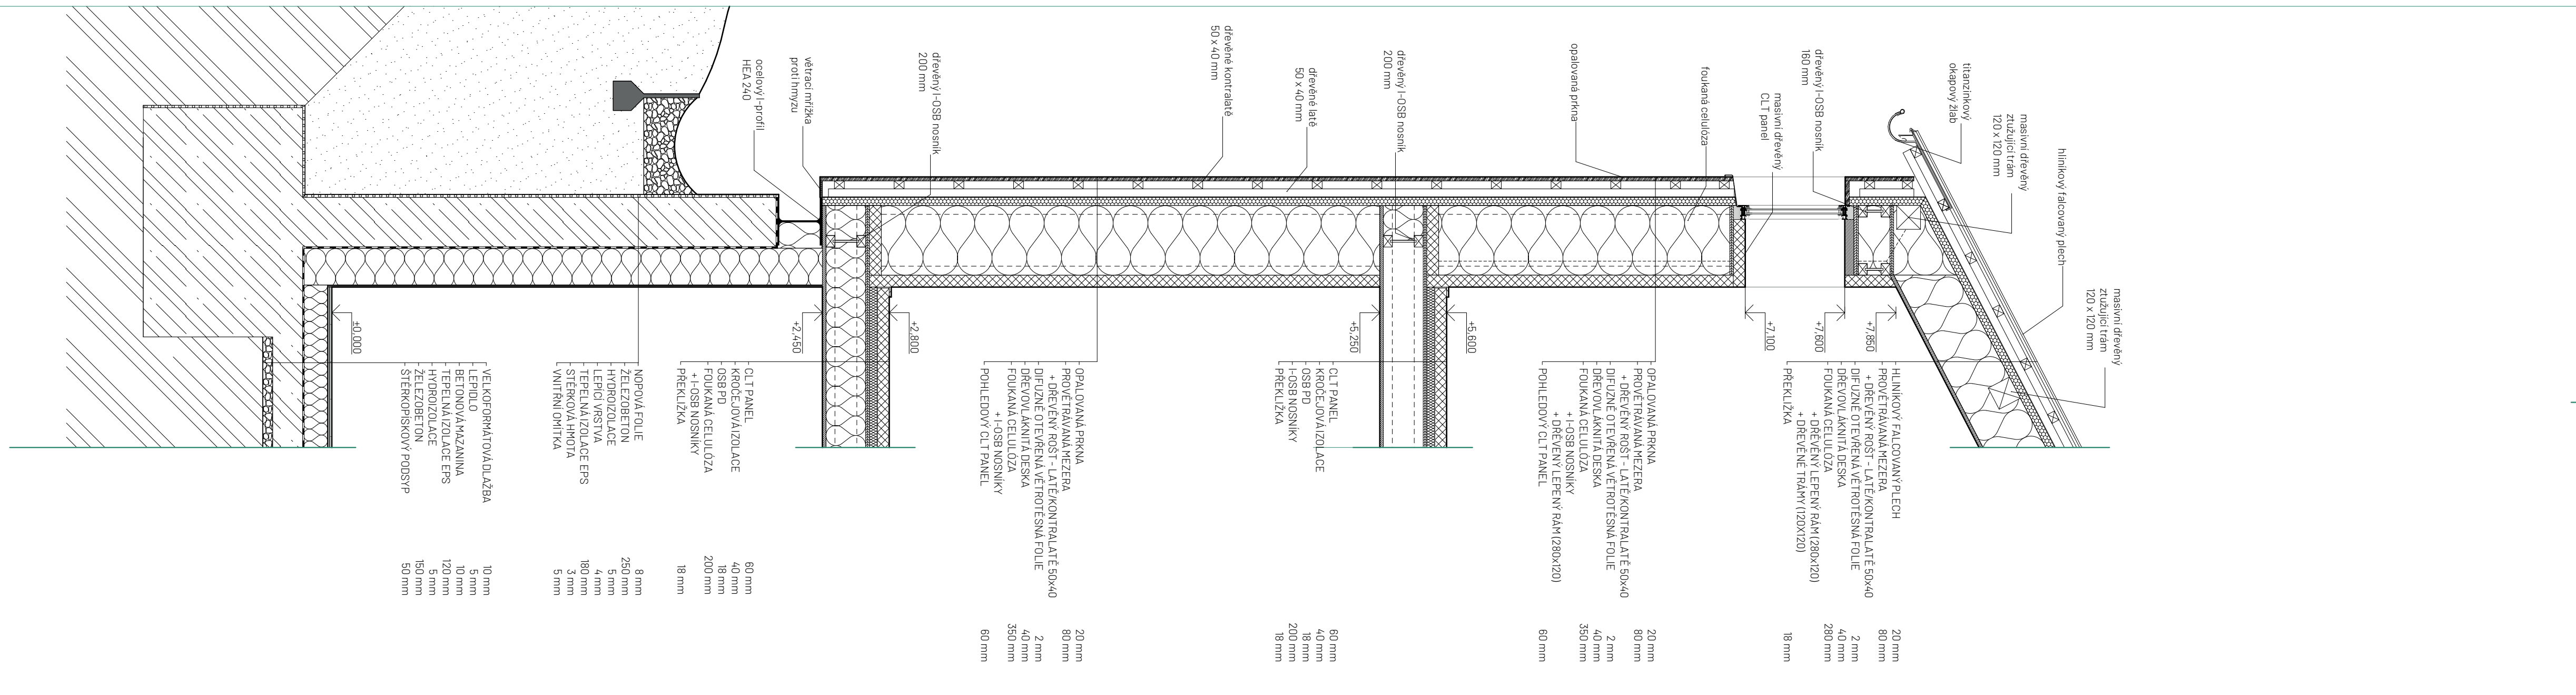 hliníkový falcovaný plech
masivní dřevěný
ztužující trám
120 x 120 mm
masivní dřevěný
ztužující trám
120 x 120 mm
titanzinkový
okapový žlab
dřevěný I-OSB nosník
160 mm
masivní dřevěný
CLT panel
foukaná celulóza
opalovaná prkna
dřevěný I-OSB nosník
200 mm
dřevěné latě
50 x 40 mm
dřevěné kontralatě
50 x 40 mm
dřevěný I-OSB nosník
200 mm
větrací mřížka
proti hmyzu
ocelový I-profil
HEA 240
+7,850
+7,600
+7,100
+5,600
+5,250
+2,800
+2,450
±0,000
HLINÍKOVÝ FALCOVANÝ PLECH 20 mm
PROVĚTRÁVANÁ MEZERA 80 mm
+ DŘEVĚNÝ ROŠT - LATĚ/KONTRALATĚ 50x40
DIFUZNĚ OTEVŘENÁ VĚTROTĚSNÁ FOLIE 2 mm
DŘEVOVLÁKNITÁ DESKA 40 mm
FOUKANÁ CELULÓZA 280 mm
+ DŘĚVENÝ LEPENÝ RÁM (280x120)
+ DŘEVĚNÉ TRÁMY (120X120)
PŘEKLIŽKA 18 mm
OPALOVANÁ PRKNA 20 mm
PROVĚTRÁVANÁ MEZERA 80 mm
+ DŘEVĚNÝ ROŠT - LATĚ/KONTRALATĚ 50x40
DIFUZNĚ OTEVŘENÁ VĚTROTĚSNÁ FOLIE 2 mm
DŘEVOVLÁKNITÁ DESKA 40 mm
FOUKANÁ CELULÓZA 350 mm
+ I-OSB NOSNÍKY
+ DŘĚVENÝ LEPENÝ RÁM (280x120)
POHLEDOVÝ CLT PANEL 60 mm
CLT PANEL 60 mm
KROČEJOVÁ IZOLACE 40 mm
OSB PD 18 mm
I-OSB NOSNÍKY 200 mm
PŘEKLIŽKA 18 mm
OPALOVANÁ PRKNA 20 mm
PROVĚTRÁVANÁ MEZERA 80 mm
+ DŘEVĚNÝ ROŠT - LATĚ/KONTRALATĚ 50x40
DIFUZNĚ OTEVŘENÁ VĚTROTĚSNÁ FOLIE 2 mm
DŘEVOVLÁKNITÁ DESKA 40 mm
FOUKANÁ CELULÓZA 350 mm
+ I-OSB NOSNÍKY
POHLEDOVÝ CLT PANEL 60 mm
CLT PANEL 60 mm
KROČEJOVÁ IZOLACE 40 mm
OSB PD 18 mm
FOUKANÁ CELULÓZA 200 mm
+ I-OSB NOSNÍKY
PŘEKLIŽKA 18 mm
NOPOVÁ FOLIE 8 mm
ŽELEZOBETON 250 mm
HYDROIZOLACE 5 mm
LEPÍCÍ VRSTVA 4 mm
TEPELNÁ IZOLACE EPS 180 mm
STĚRKOVÁ HMOTA 3 mm
VNITŘNÍ OMÍTKA 5 mm
VELKOFORMÁTOVÁ DLAŽBA 10 mm
LEPIDLO 5 mm
BETONOVÁ MAZANINA 10 mm
TEPELNÁ IZOLACE EPS 120 mm
HYDROIZOLACE 5 mm
ŽELEZOBETON 150 mm
ŠTĚRKOPÍSKOVÝ PODSYP 50 mm